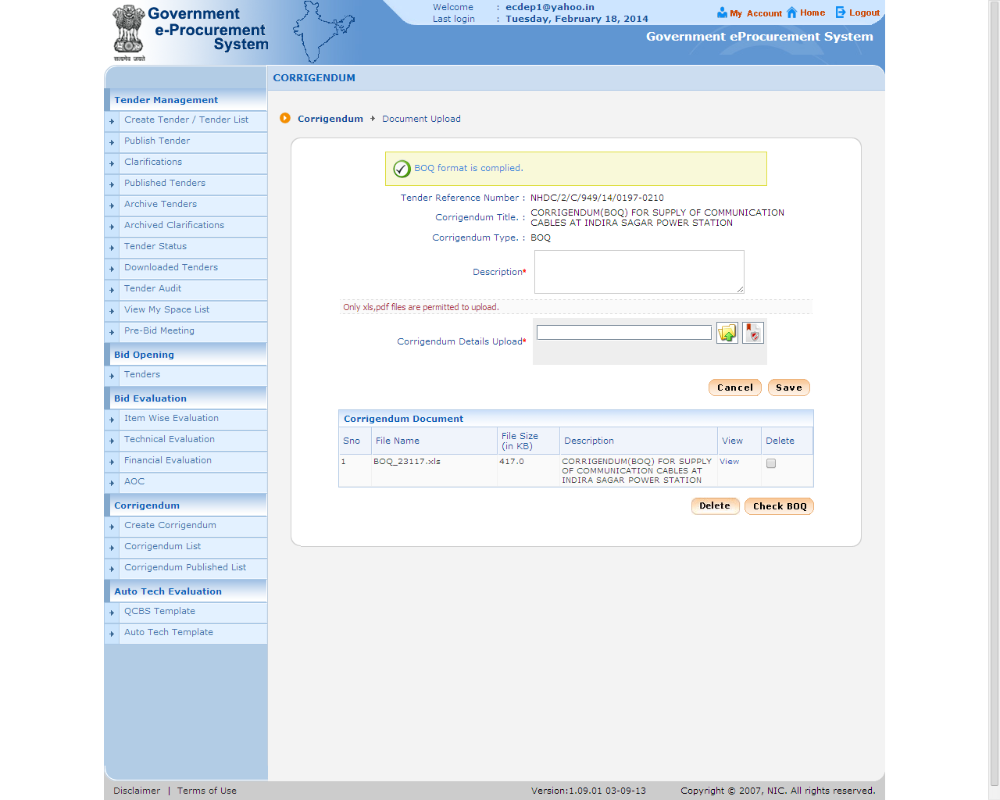 Government
e-Procurement
System
सत्यमेव जयते
Welcome : ecdep1@yahoo.in
Last login : Tuesday, February 18, 2014
My Account Home Logout
Government eProcurement System
CORRIGENDUM
Tender Management
Create Tender / Tender List
Publish Tender
Clarifications
Published Tenders
Archive Tenders
Archived Clarifications
Tender Status
Downloaded Tenders
Tender Audit
View My Space List
Pre-Bid Meeting
Bid Opening
Tenders
Bid Evaluation
Item Wise Evaluation
Technical Evaluation
Financial Evaluation
AOC
Corrigendum
Create Corrigendum
Corrigendum List
Corrigendum Published List
Auto Tech Evaluation
QCBS Template
Auto Tech Template
Corrigendum Document Upload
BOQ format is complied.
Tender Reference Number : NHDC/2/C/949/14/0197-0210
Corrigendum Title. : CORRIGENDUM(BOQ) FOR SUPPLY OF COMMUNICATION
CABLES AT INDIRA SAGAR POWER STATION
Corrigendum Type. : BOQ
Description*
Only xls,pdf files are permitted to upload.
Corrigendum Details Upload*
Cancel Save
Corrigendum Document
Sno File Name File Size (in KB) Description View Delete
1 BOQ_23117.xls 417.0 CORRIGENDUM(BOQ) FOR SUPPLY View
OF COMMUNICATION CABLES AT
INDIRA SAGAR POWER STATION
Delete Check BOQ
Disclaimer | Terms of Use Version:1.09.01 03-09-13 Copyright © 2007, NIC. All rights reserved.